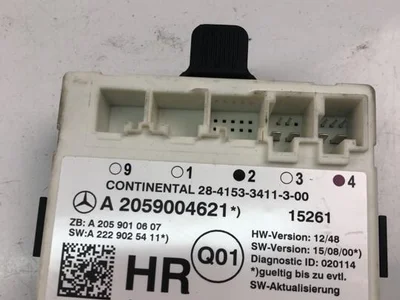 9 1 2 3 4
CONTINENTAL 28-4153-3411-3-00
A 2059004621*) 15261
ZB: A 205 901 06 07 HW-Version: 12/48
SW:A 222 902 54 11*) SW-Version: 15/08/00*)
Diagnostic ID: 020114
HR Q01 *)gueltig bis zu evtl.
SW-Aktualisierung